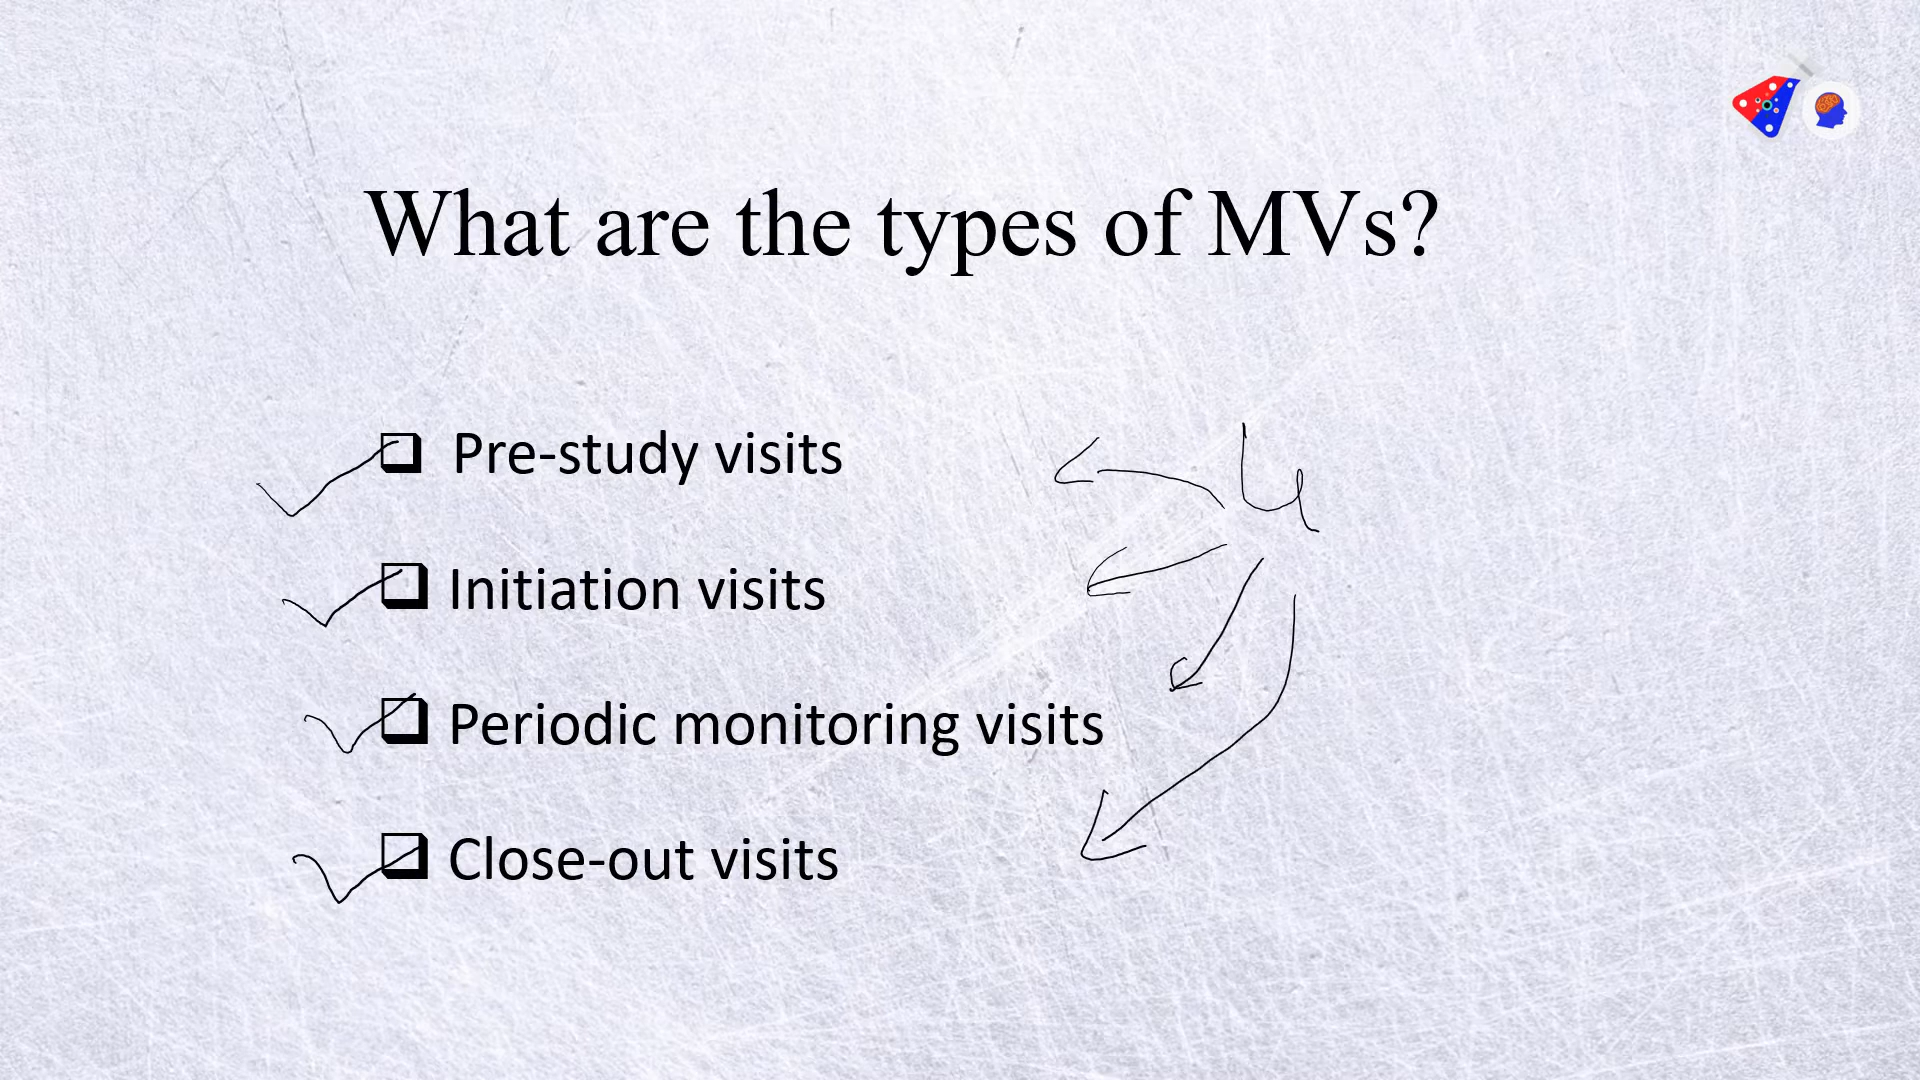 What are the types of MVs?
4
Pre-study visits
Initiation visits
Periodic monitoring visits
Close-out visits